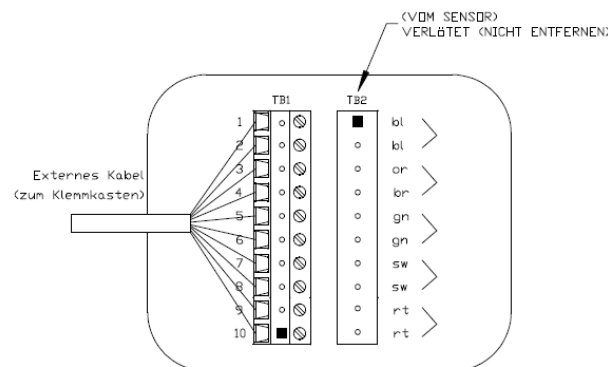 (VOM SENSOR)
VERLöTET (NICHT ENTFERNEN)
TB1
TB2
Externes Kabel
(zum Klemmkasten)
1
2
3
4
5
6
7
8
9
10
bl
bl
or
br
gn
gn
sw
sw
rt
rt